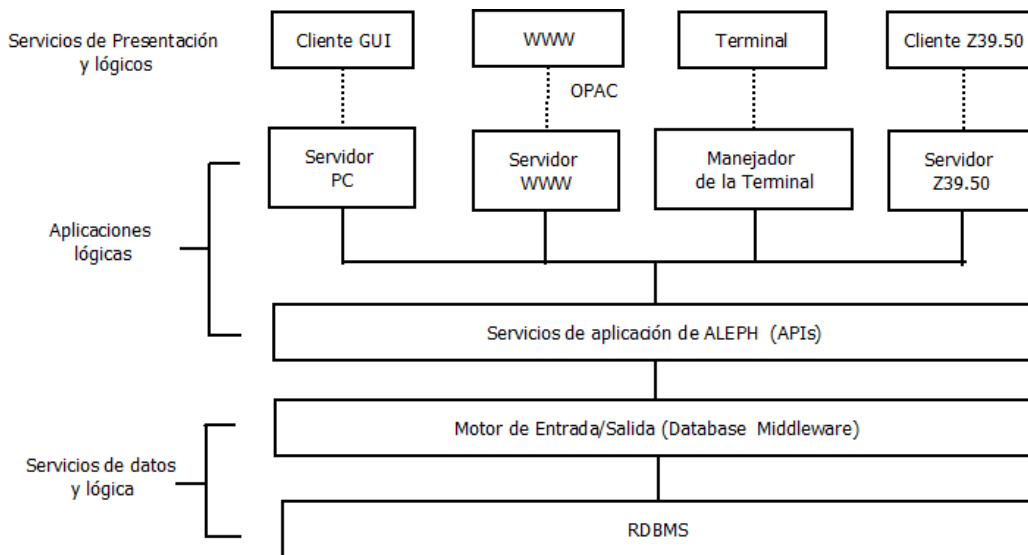 Servicios de Presentación
y lógicos
Cliente GUI
WWW
Terminal
Cliente Z39.50
OPAC
Servidor
PC
Servidor
WWW
Manejador
de la Terminal
Servidor
Z39.50
Aplicaciones
lógicas
Servicios de aplicación de ALEPH (APIs)
Motor de Entrada/Salida (Database Middleware)
Servicios de datos
y lógica
RDBMS